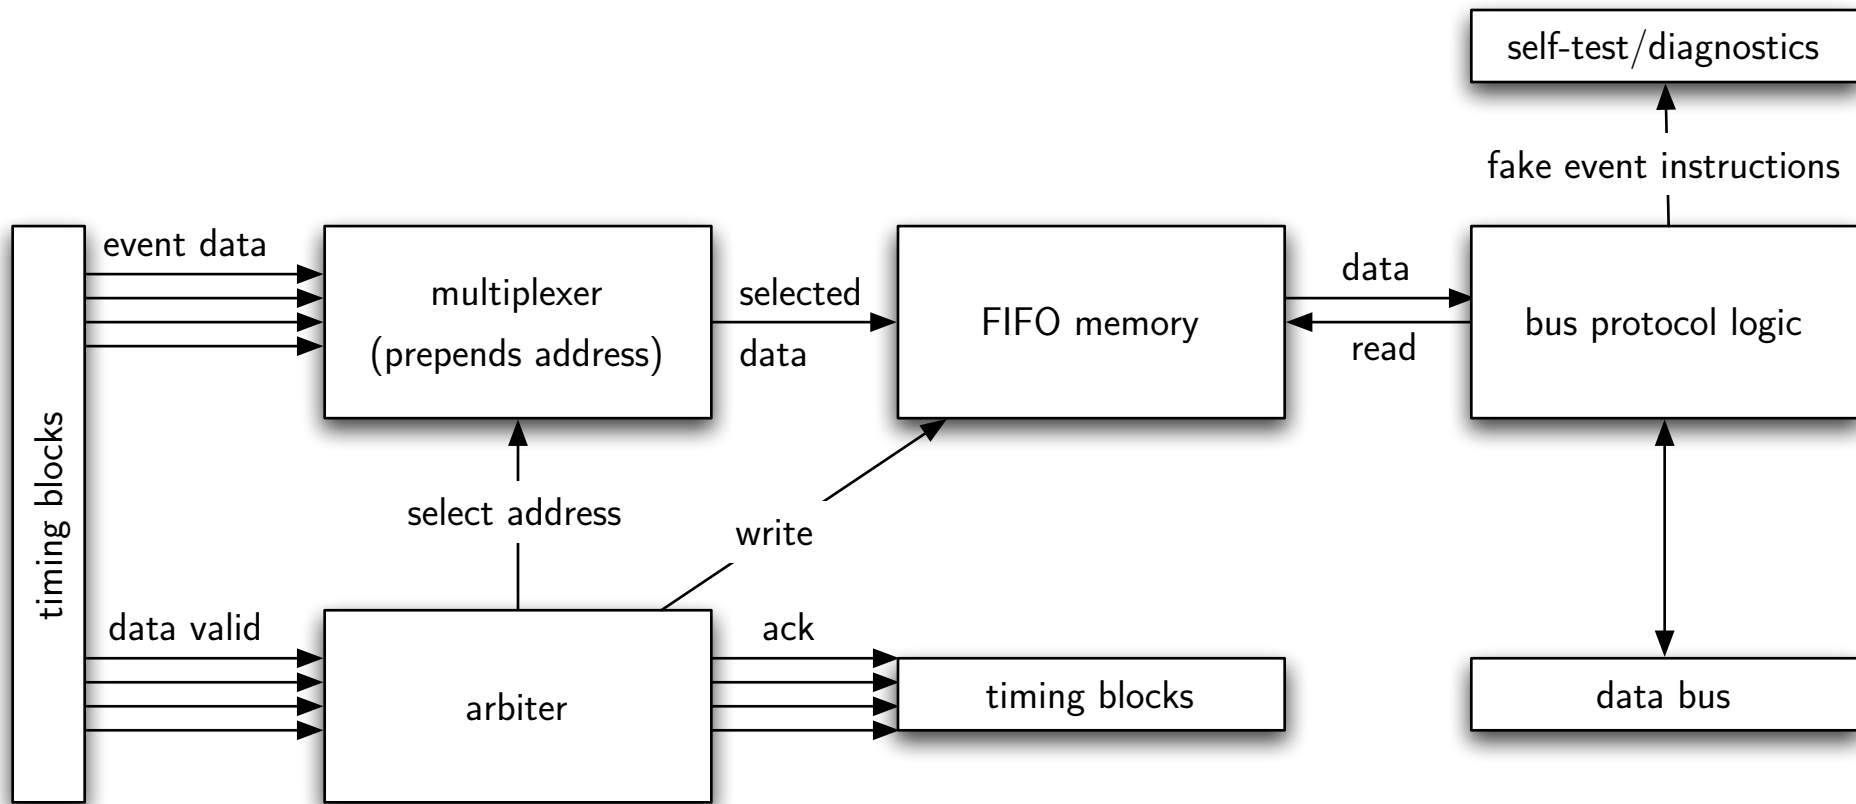 self-test/diagnostics
fake event instructions
event data
multiplexer
(prepends address)
selected
data
FIFO memory
data
read
bus protocol logic
timing blocks
select address
write
data valid
arbiter
ack
timing blocks
data bus